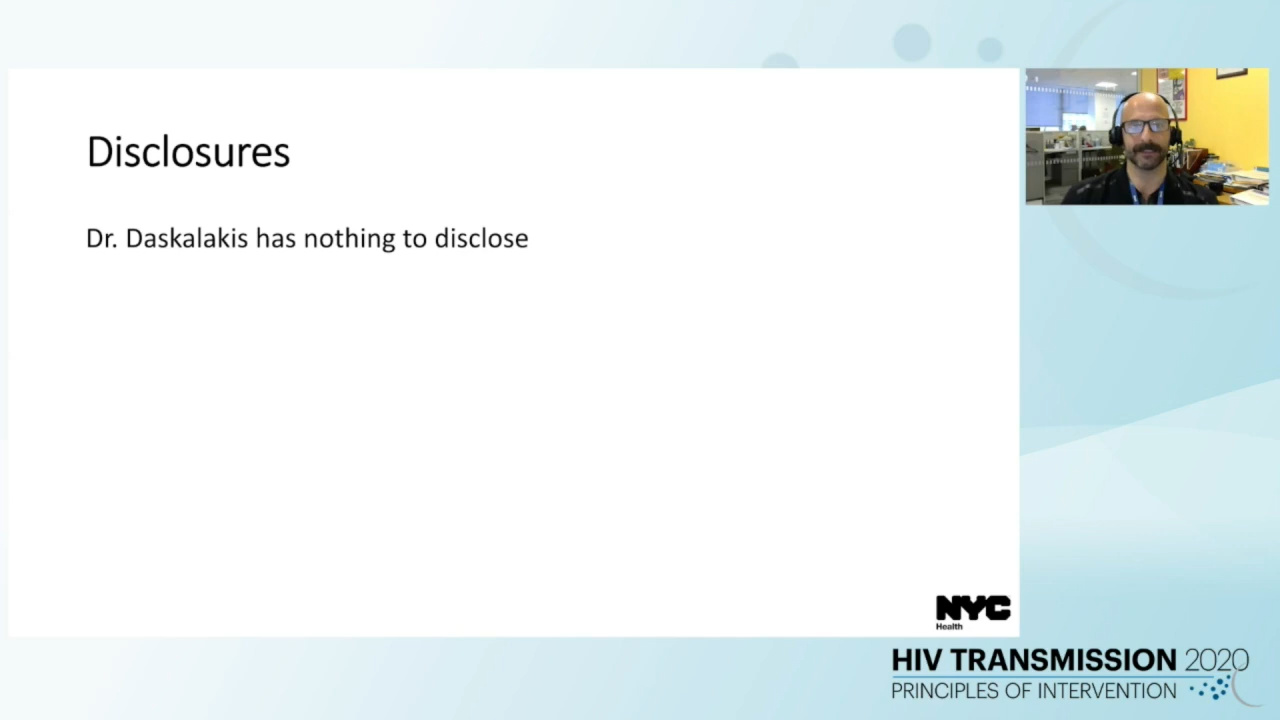 Disclosures
Dr. Daskalakis has nothing to disclose
NYC
Health
HIV TRANSMISSION 2020
PRINCIPLES OF INTERVENTION